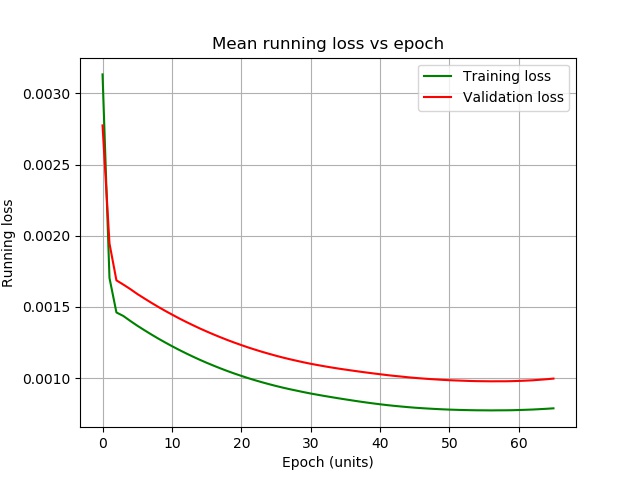 Mean running loss vs epoch
Training loss
Validation loss
Running loss
0.0030
0.0025
0.0020
0.0015
0.0010
0 10 20 30 40 50 60
Epoch (units)